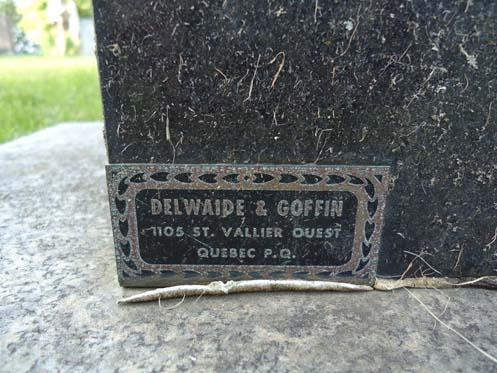 DELWAIDE & GOFFIN
1105 ST. VALLIER OUEST
QUEBEC P.Q.